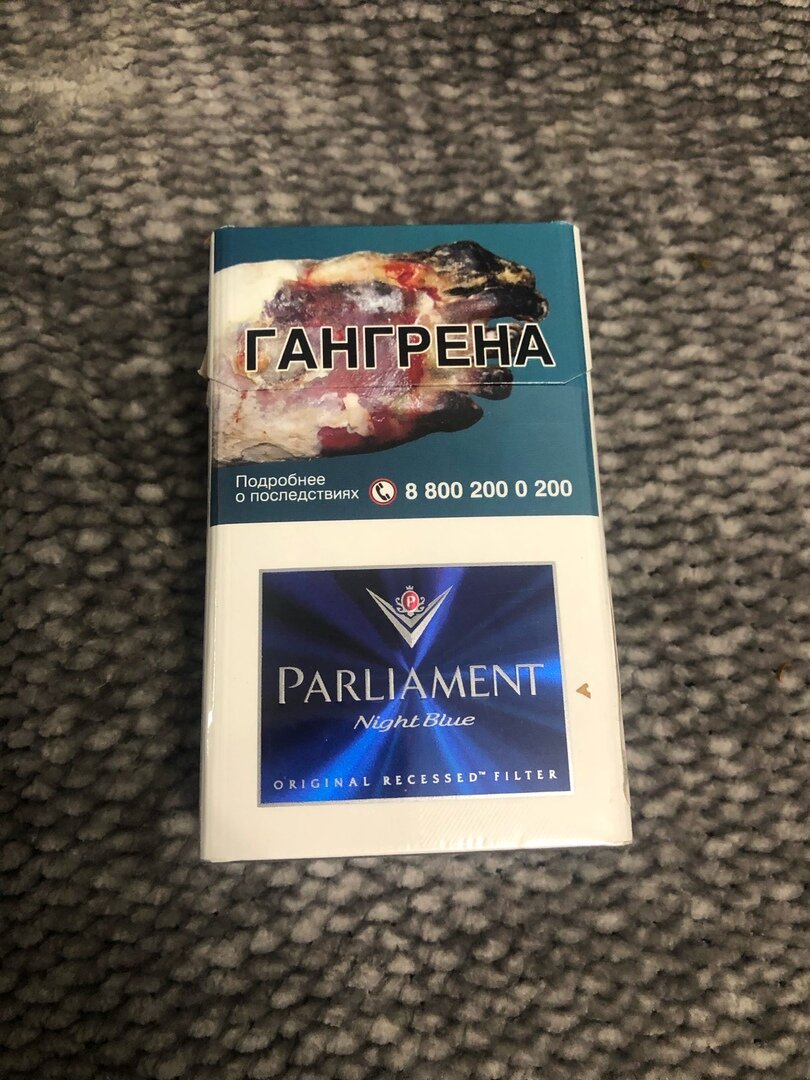 ГАНГРЕНА
Подробнее
о последствиях 8 800 200 0 200
P
PARLIAMENT
Night Blue
ORIGINAL RECESSED™ FILTER